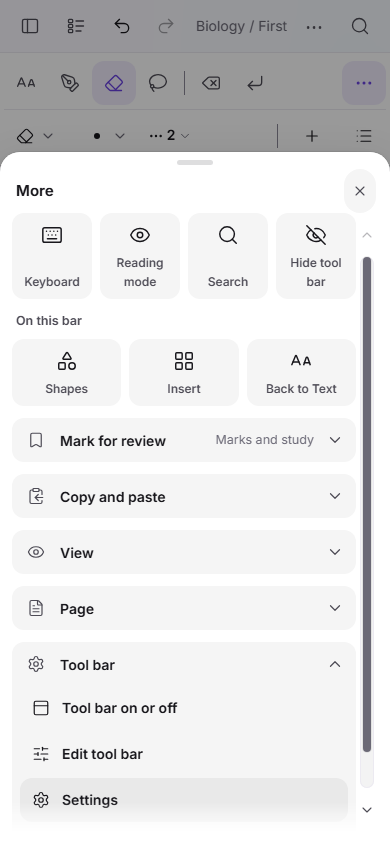 Biology / First
AA
2
More
Keyboard
Reading mode
Search
Hide tool bar
On this bar
Shapes
Insert
AA
Back to Text
Mark for review
Marks and study
Copy and paste
View
Page
Tool bar
Tool bar on or off
Edit tool bar
Settings